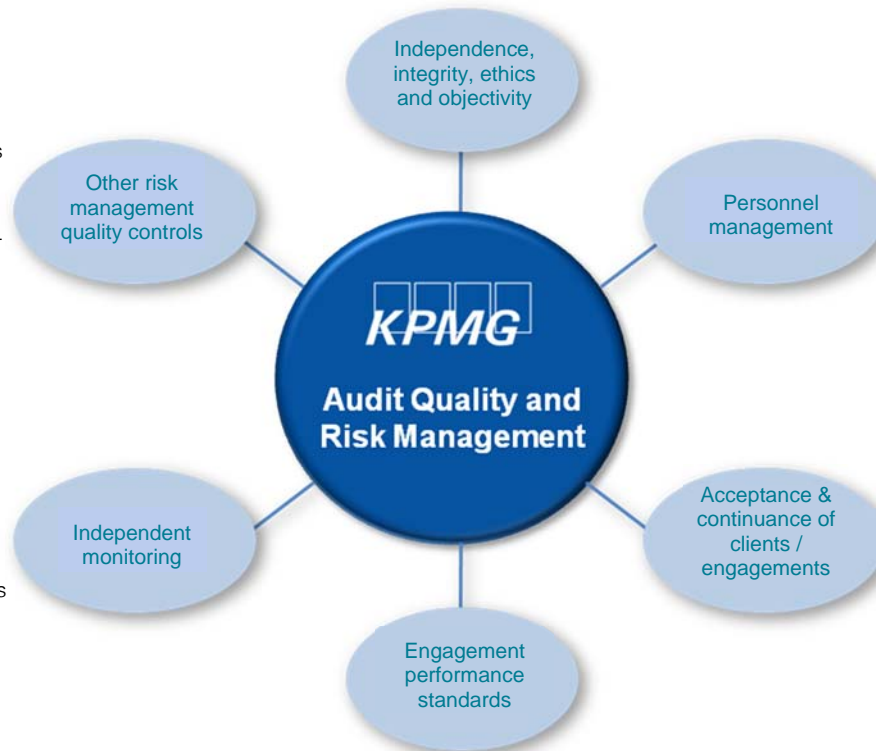 Independence,
integrity, ethics
and objectivity
s
Other risk
management
quality controls
Personnel
management
KPMG
Audit Quality and
Risk Management
Independent
monitoring
Acceptance &
continuance of
clients /
engagements
s
Engagement
performance
standards